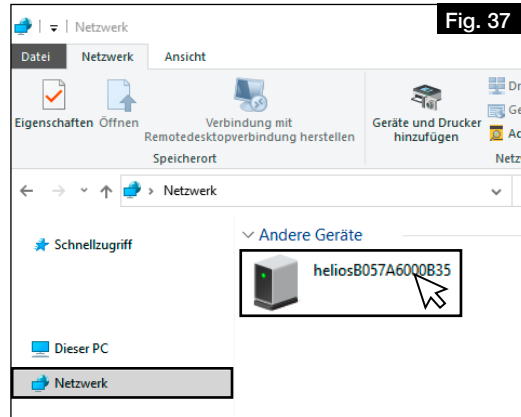 Fig. 37
Netzwerk
Datei Netzwerk Ansicht
Eigenschaften Öffnen
Verbindung mit
Remotedesktopverbindung herstellen
Geräte und Drucker
hinzufügen
Speicherort
Netzwerk
Schnellzugriff
Andere Geräte
heliosB057A6000B35
Dieser PC
Netzwerk